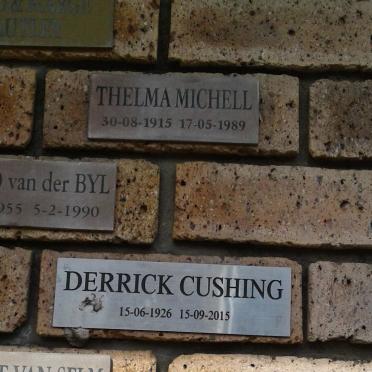 THELMA MICHELL
30-08-1915 17-05-1989
van der BYL
5-2-1990
DERRICK CUSHING
15-06-1926 15-09-2015